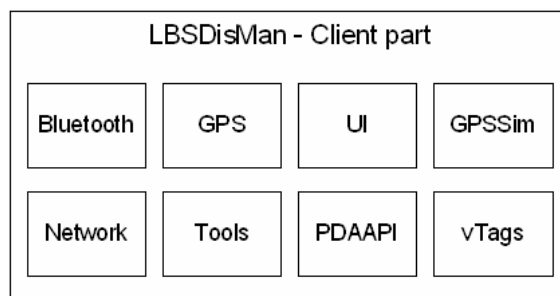 LBSDisMan - Client part
Bluetooth GPS UI GPSSim
Network Tools PDAAPI vTags